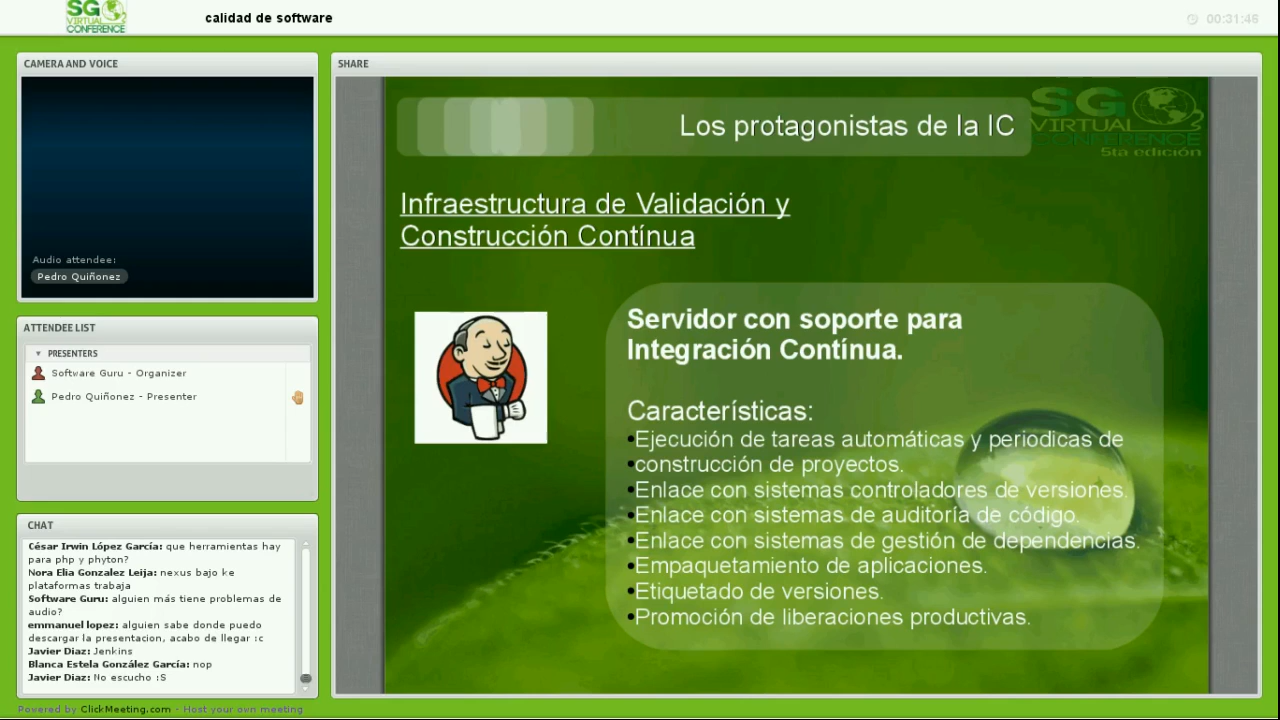 SG
VIRTUAL
CONFERENCE
calidad de software
00:31:46
CAMERA AND VOICE
Audio attendee:
Pedro Quiñonez
ATTENDEE LIST
PRESENTERS
Software Guru - Organizer
Pedro Quiñonez - Presenter
CHAT
César Irwin López García: que herramientas hay
para php y phyton?
Nora Elia Gonzalez Leija: nexus bajo ke
plataformas trabaja
Software Guru: alguien más tiene problemas de
audio?
emmanuel lopez: alguien sabe donde puedo
descargar la presentacion, acabo de llegar :c
Javier Diaz: Jenkins
Blanca Estela González García: nop
Javier Diaz: No escucho :S
Powered by ClickMeeting.com - Host your own meeting
SHARE
Los protagonistas de la IC
SG
VIRTUAL
CONFERENCE
5ta edición
Infraestructura de Validación y
Construcción Contínua
Servidor con soporte para
Integración Contínua.
Características:
•Ejecución de tareas automáticas y periodicas de
•construcción de proyectos.
•Enlace con sistemas controladores de versiones.
•Enlace con sistemas de auditoría de código.
•Enlace con sistemas de gestión de dependencias.
•Empaquetamiento de aplicaciones.
•Etiquetado de versiones.
•Promoción de liberaciones productivas.